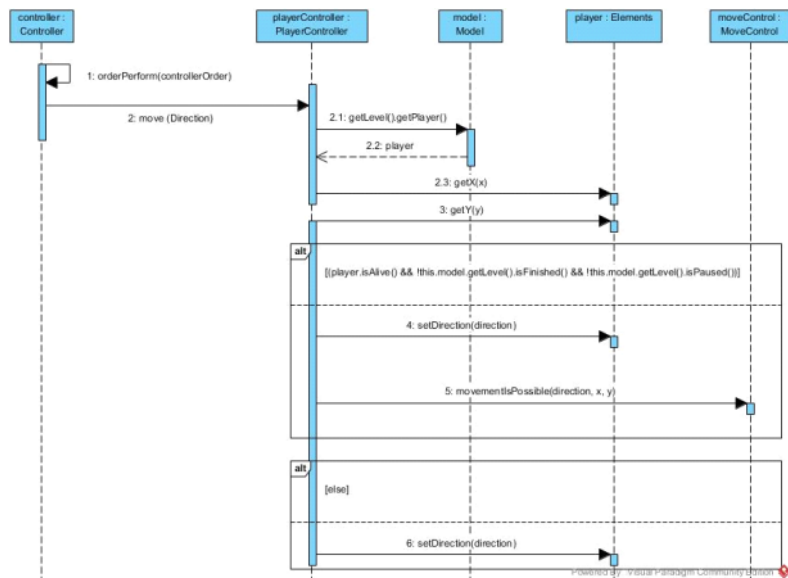 controller :
Controller
playerController :
PlayerController
model :
Model
player : Elements
moveControl :
MoveControl
1: orderPerform(controllerOrder)
2: move (Direction)
2.1: getLevel().getPlayer()
2.2: player
2.3: getX(x)
3: getY(y)
alt
[(player.isAlive() && !this.model.getLevel().isFinished() && !this.model.getLevel().isPaused())]
4: setDirection(direction)
5: movementIsPossible(direction, x, y)
alt
[else]
6: setDirection(direction)
Powered By Visual Paradigm Community Edition